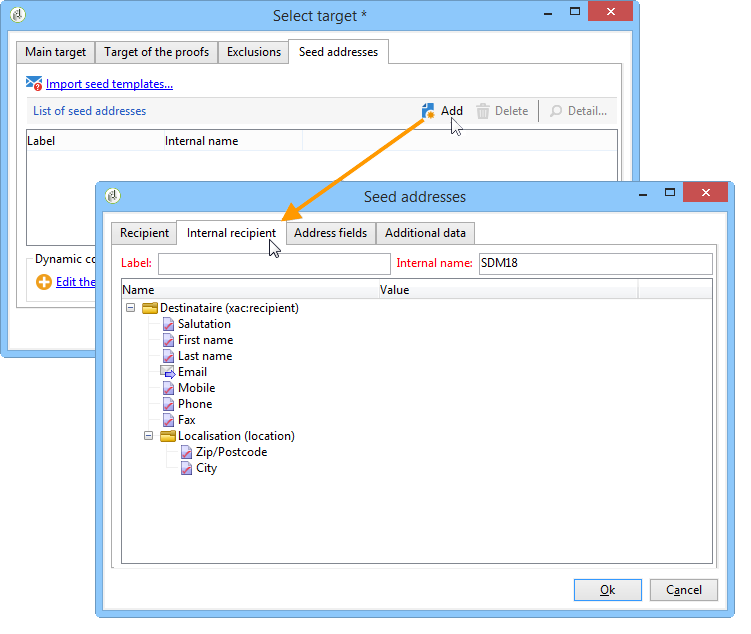 Select target *
Main target Target of the proofs Exclusions Seed addresses
Import seed templates...
List of seed addresses Add Delete Detail...
Label Internal name
Dynamic co
Edit the
Seed addresses
Recipient Internal recipient Address fields Additional data
Label: Internal name: SDM18
Name Value
Destinataire (xac:recipient)
Salutation
First name
Last name
Email
Mobile
Phone
Fax
Localisation (location)
Zip/Postcode
City
Ok Cancel